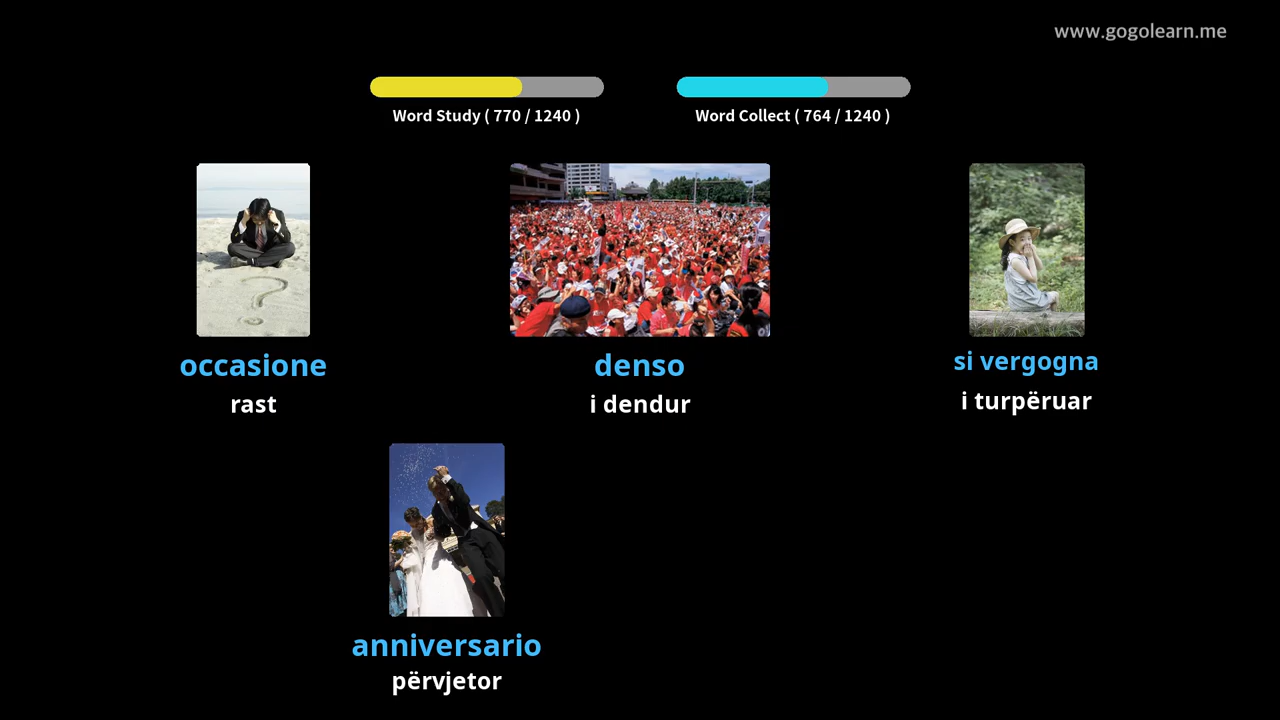 www.gogolearn.me
Word Study ( 770 / 1240 )
Word Collect ( 764 / 1240 )
occasione
rast
denso
i dendur
si vergogna
i turpëruar
anniversario
përvjetor